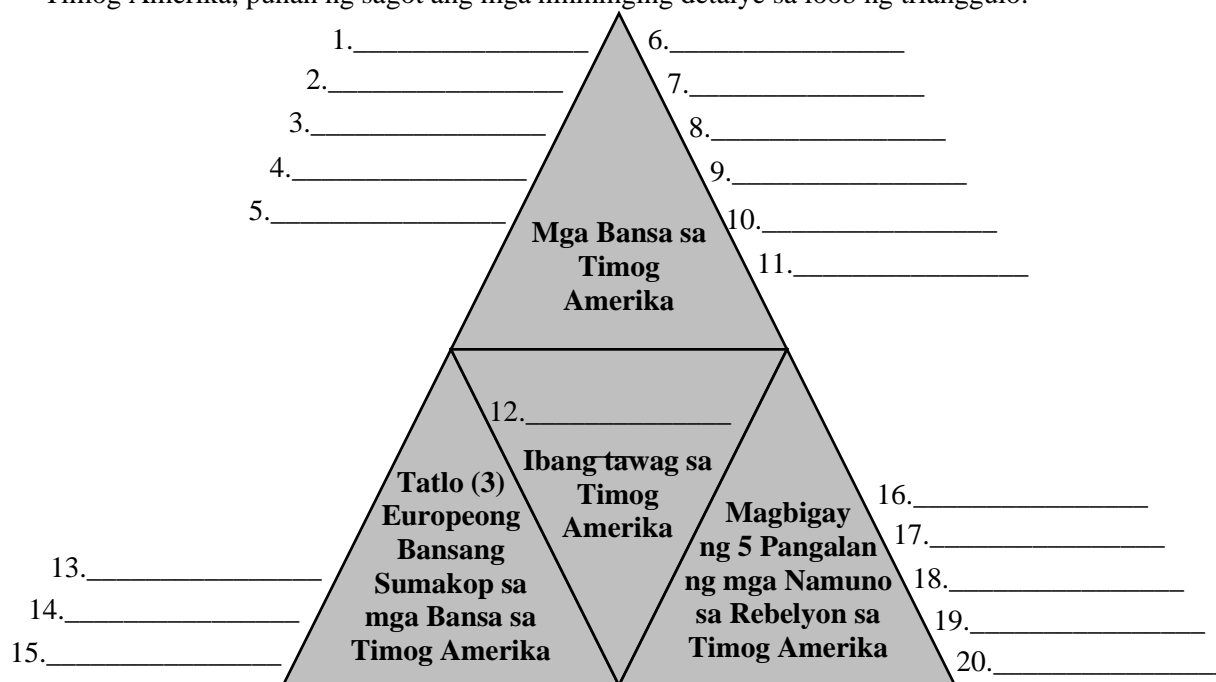 Timog Amerika, punan ng sagot ang mga hinihinging detalye sa loob ng trianggulo.
1.________________
2.________________
3.________________
4.________________
5.________________
6.________________
7.________________
8.________________
9.________________
10.________________
11.________________
Mga Bansa sa
Timog
Amerika
12.________________
Ibang tawag sa
Timog
Amerika
Tatlo (3)
Europeong
Bansang
Sumakop sa
mga Bansa sa
Timog Amerika
13.________________
14.________________
15.________________
Magbigay
ng 5 Pangalan
ng mga Namuno
sa Rebelyon sa
Timog Amerika
16.________________
17.________________
18.________________
19.________________
20.________________